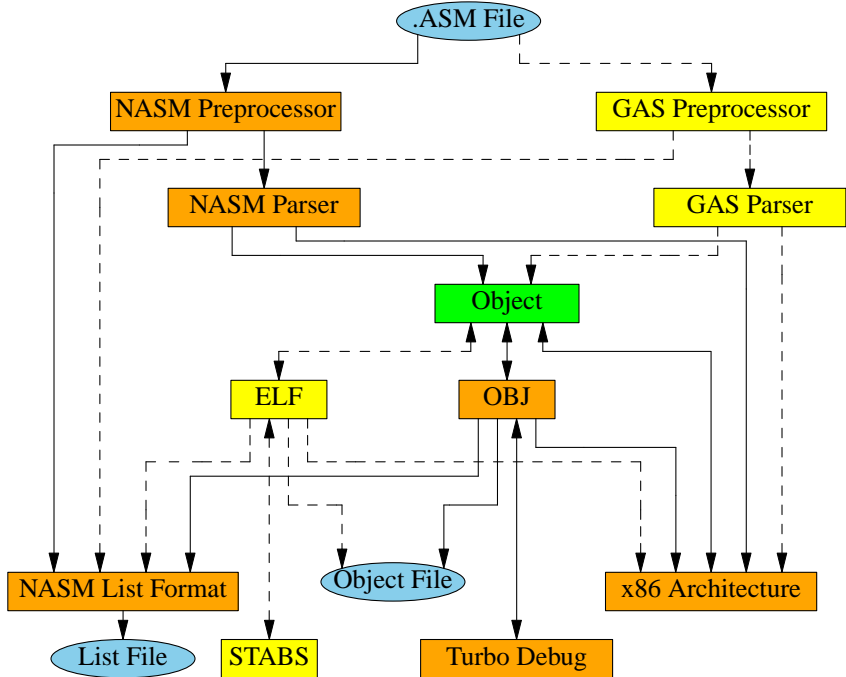 .ASM File
NASM Preprocessor
GAS Preprocessor
NASM Parser
GAS Parser
Object
ELF
OBJ
NASM List Format
Object File
x86 Architecture
List File
STABS
Turbo Debug